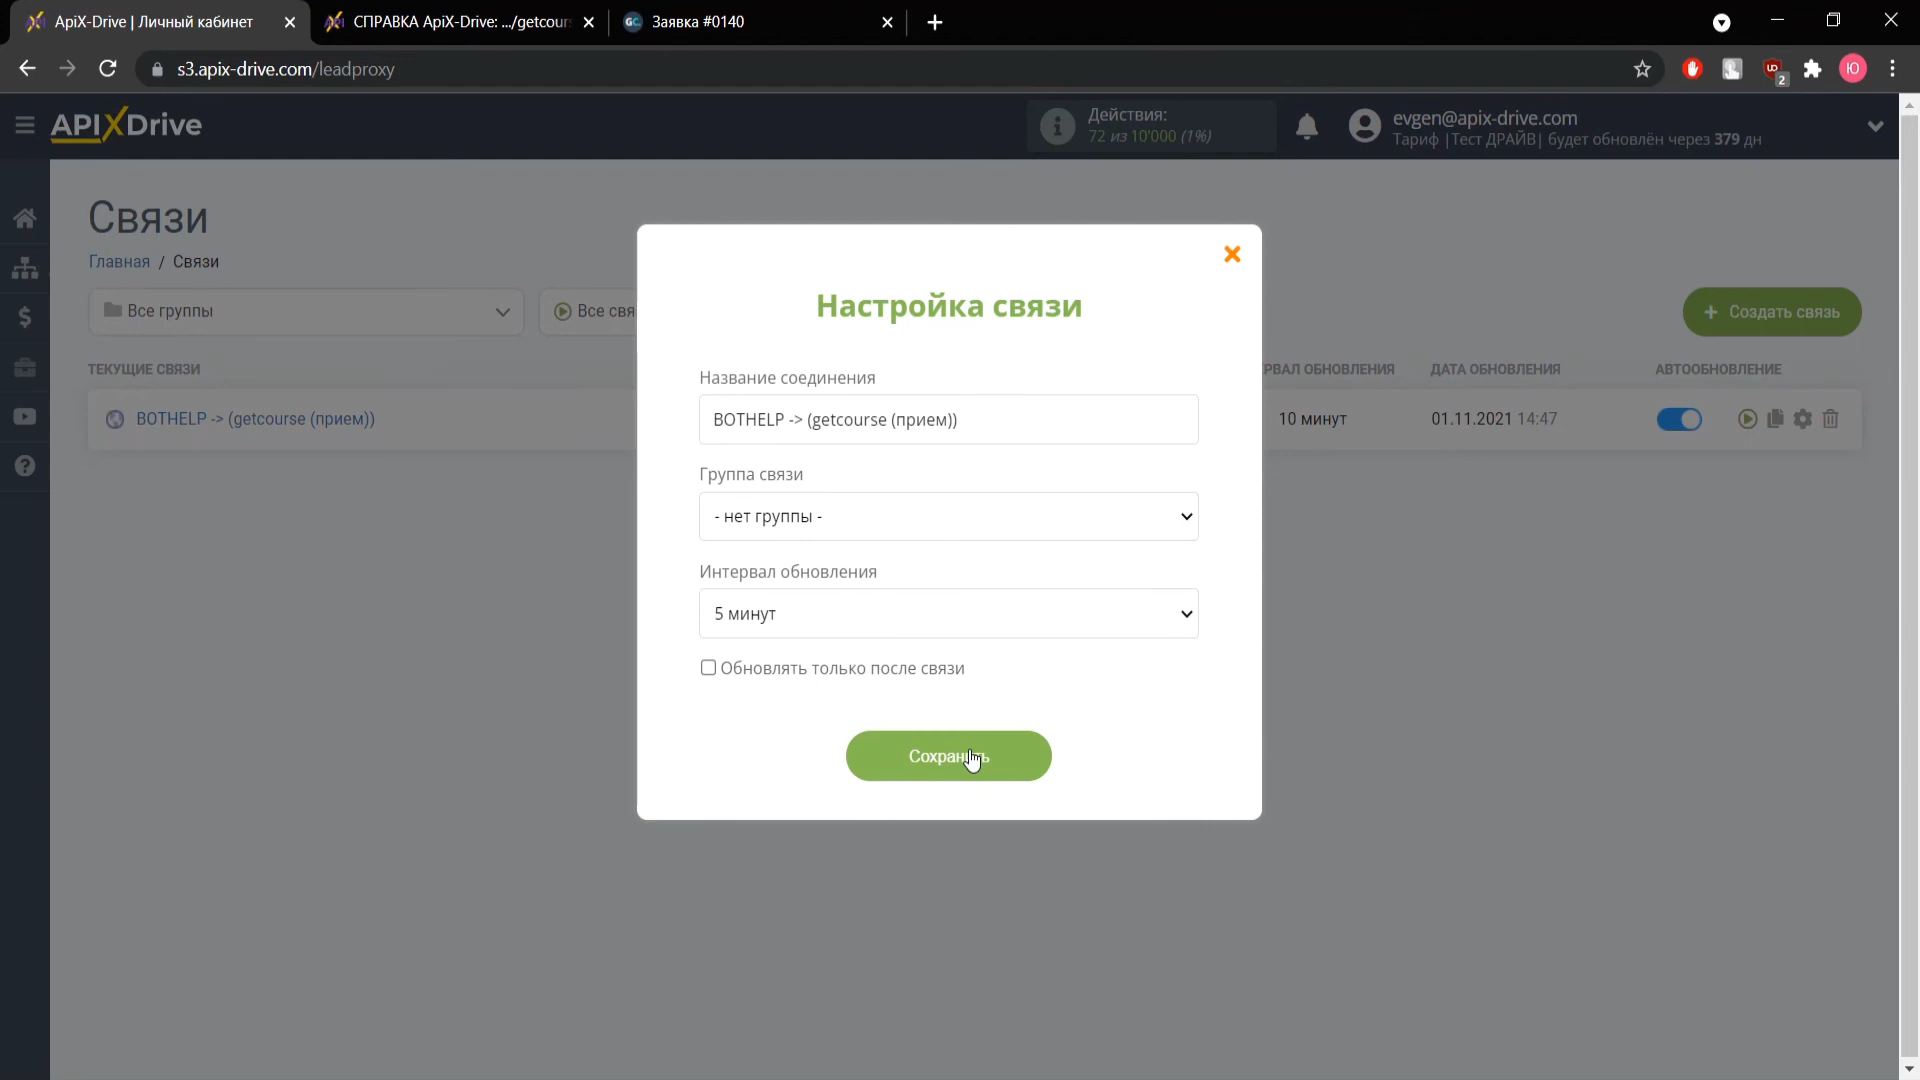 ApiX-Drive | Личный кабинет
СПРАВКА ApiX-Drive: .../getcour
Заявка #0140
s3.apix-drive.com/leadproxy
Ю
2
APIXDrive
Действия:
72 из 10'000 (1%)
evgen@apix-drive.com
Тариф |Тест ДРАЙВ| будет обновлён через 379 дн
Связи
Главная / Связи
Все группы
Все свя
+ Создать связь
ТЕКУЩИЕ СВЯЗИ
РВАЛ ОБНОВЛЕНИЯ
ДАТА ОБНОВЛЕНИЯ
АВТООБНОВЛЕНИЕ
BOTHELP -> (getcourse (прием))
10 минут
01.11.2021 14:47
Настройка связи
Название соединения
BOTHELP -> (getcourse (прием))
Группа связи
- нет группы -
Интервал обновления
5 минут
Обновлять только после связи
Сохранить